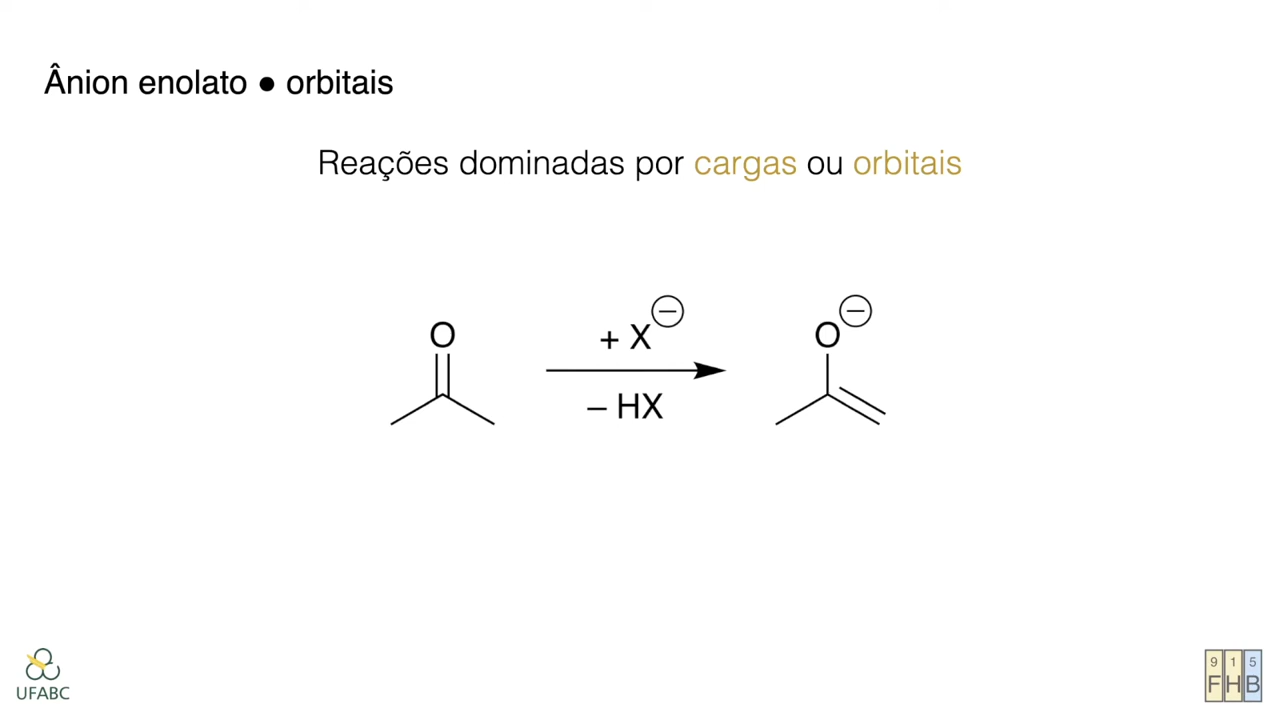 Ânion enolato ● orbitais
Reações dominadas por cargas ou orbitais
O
+ X −
– HX
O −
UFABC
9 1 5
F H B